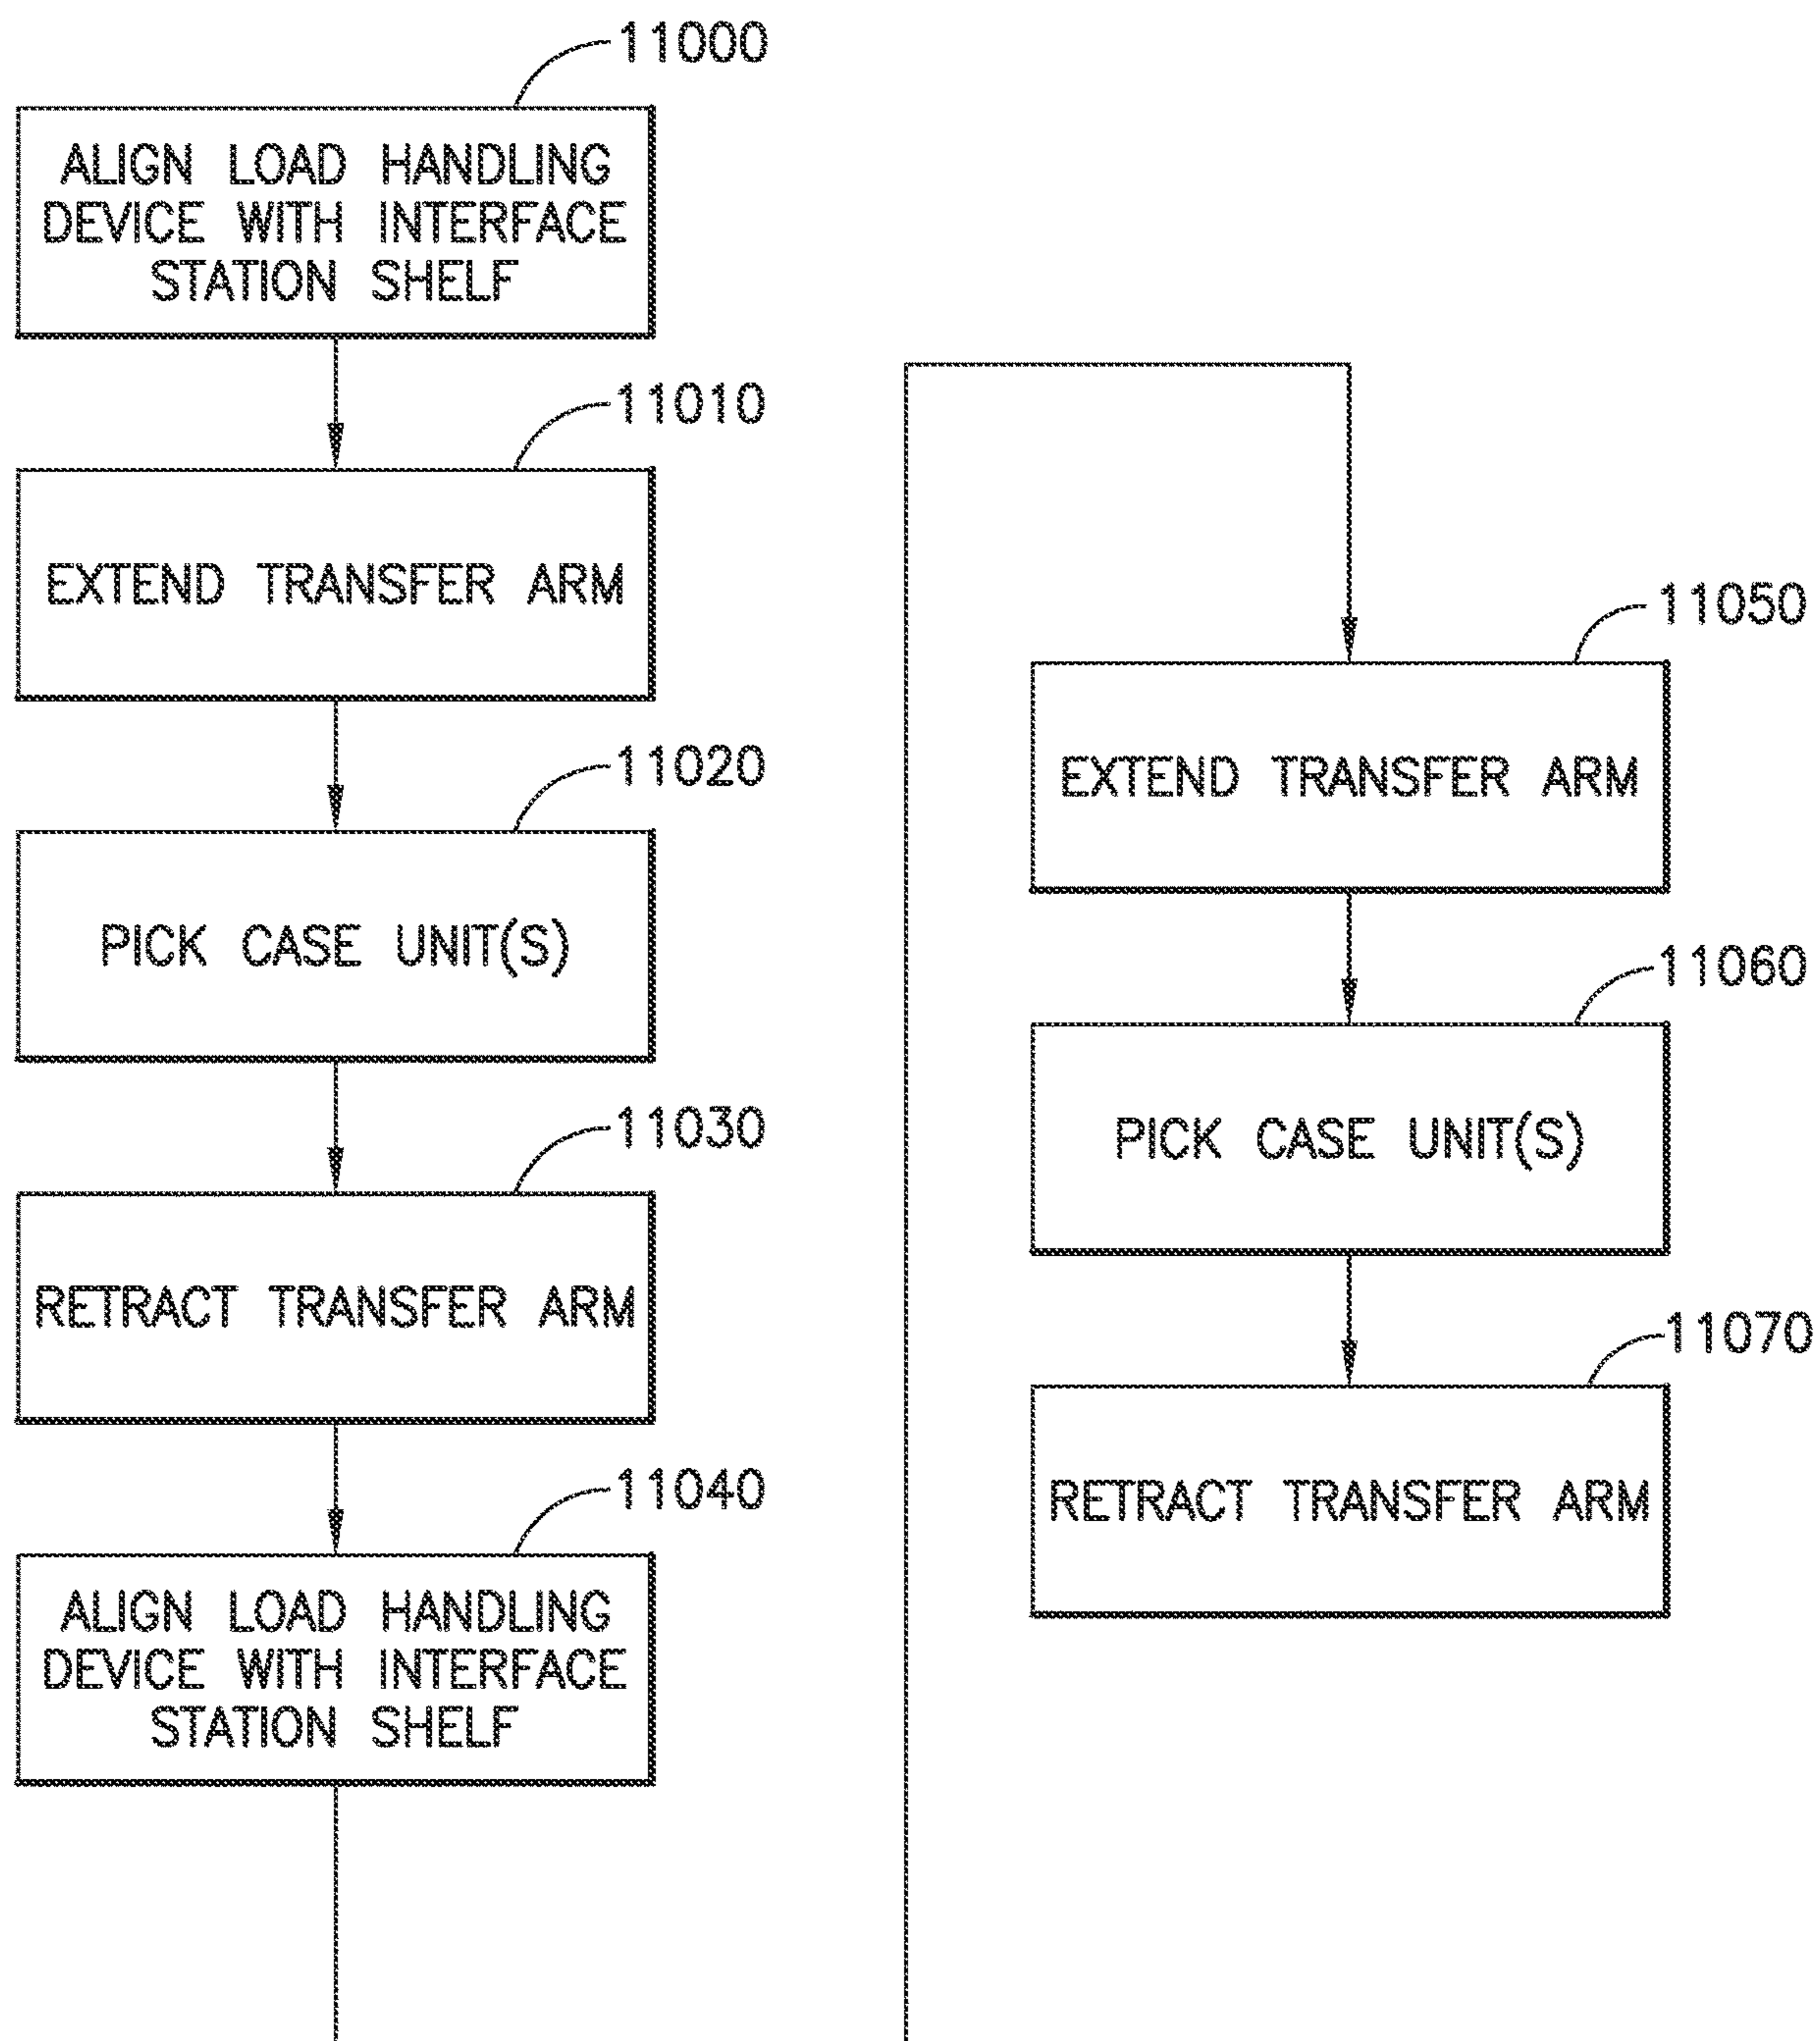 11000
ALIGN LOAD HANDLING
DEVICE WITH INTERFACE
STATION SHELF
11010
EXTEND TRANSFER ARM
11020
PICK CASE UNIT(S)
11030
RETRACT TRANSFER ARM
11040
ALIGN LOAD HANDLING
DEVICE WITH INTERFACE
STATION SHELF
11050
EXTEND TRANSFER ARM
11060
PICK CASE UNIT(S)
11070
RETRACT TRANSFER ARM